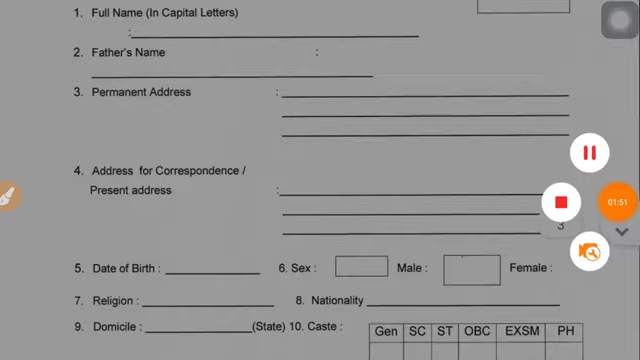 1. Full Name (In Capital Letters)
:
2. Father's Name :
3. Permanent Address :
4. Address for Correspondence /
Present address :
3
01:51
5. Date of Birth : 6. Sex : Male : Female :
7. Religion : 8. Nationality
9. Domicile : (State) 10. Caste :
Gen SC ST OBC EXSM PH